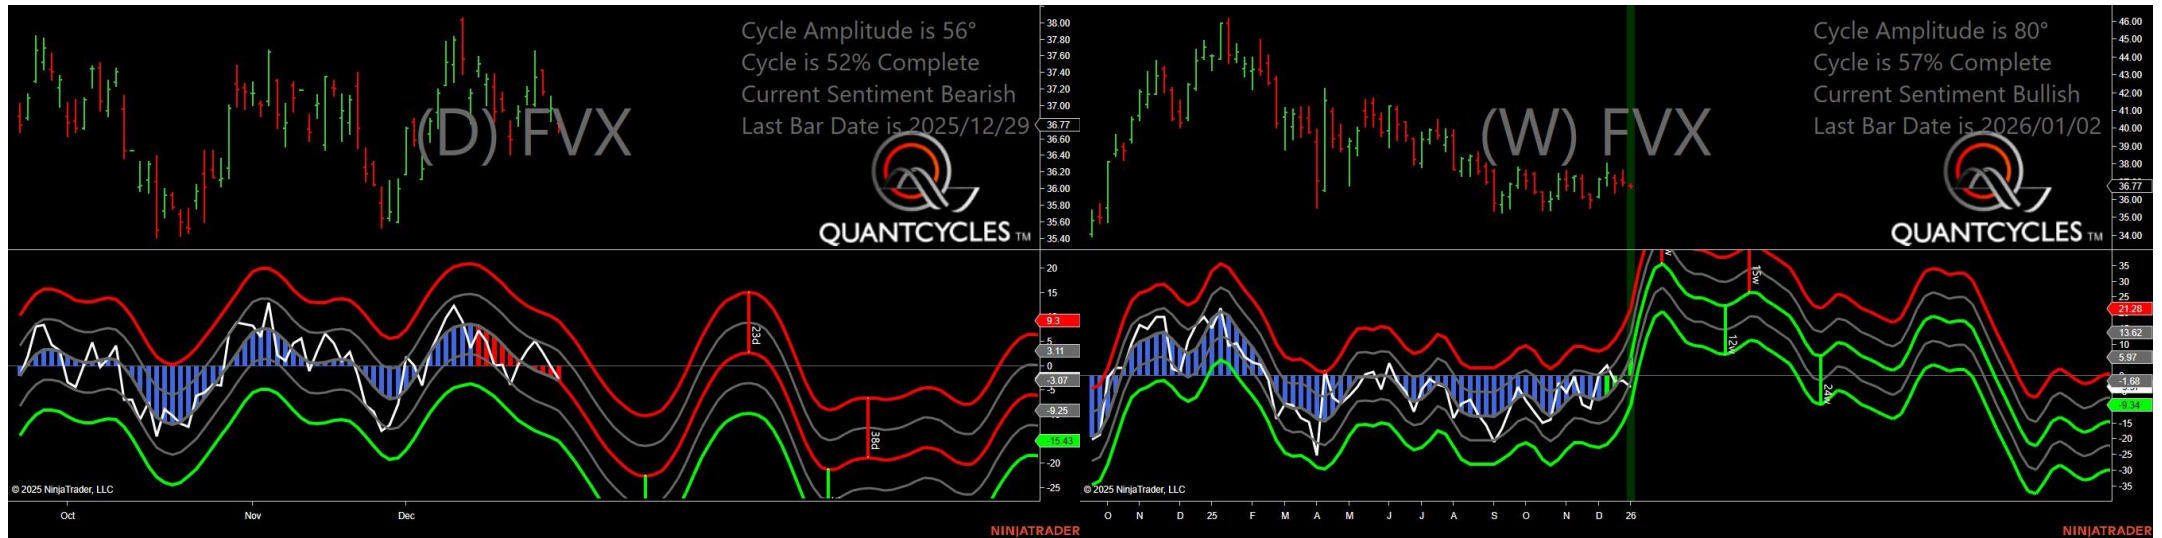 Cycle Amplitude is 56°
Cycle is 52% Complete
Current Sentiment Bearish
Last Bar Date is 2025/12/29
(D) FVX
QUANTCYCLES TM
38.00
37.80
37.60
37.40
37.20
37.00
36.77
36.60
36.40
36.20
36.00
35.80
35.60
35.40
20
15
9.3
5
3.11
0
-3.07
-5
-9.25
-15.43
-20
-25
23d
38d
© 2025 NinjaTrader, LLC
Oct Nov Dec
NINJATRADER
Cycle Amplitude is 80°
Cycle is 57% Complete
Current Sentiment Bullish
Last Bar Date is 2026/01/02
(W) FVX
QUANTCYCLES TM
46.00
45.00
44.00
43.00
42.00
41.00
40.00
39.00
38.00
36.77
36.00
35.00
34.00
35
30
25
21.28
13.62
10
5.97
-1.68
-9.34
-15
-20
-25
-30
-35
15w
12w
24w
© 2025 NinjaTrader, LLC
O N D 25 F M A M J J A S O N D 26
NINJATRADER